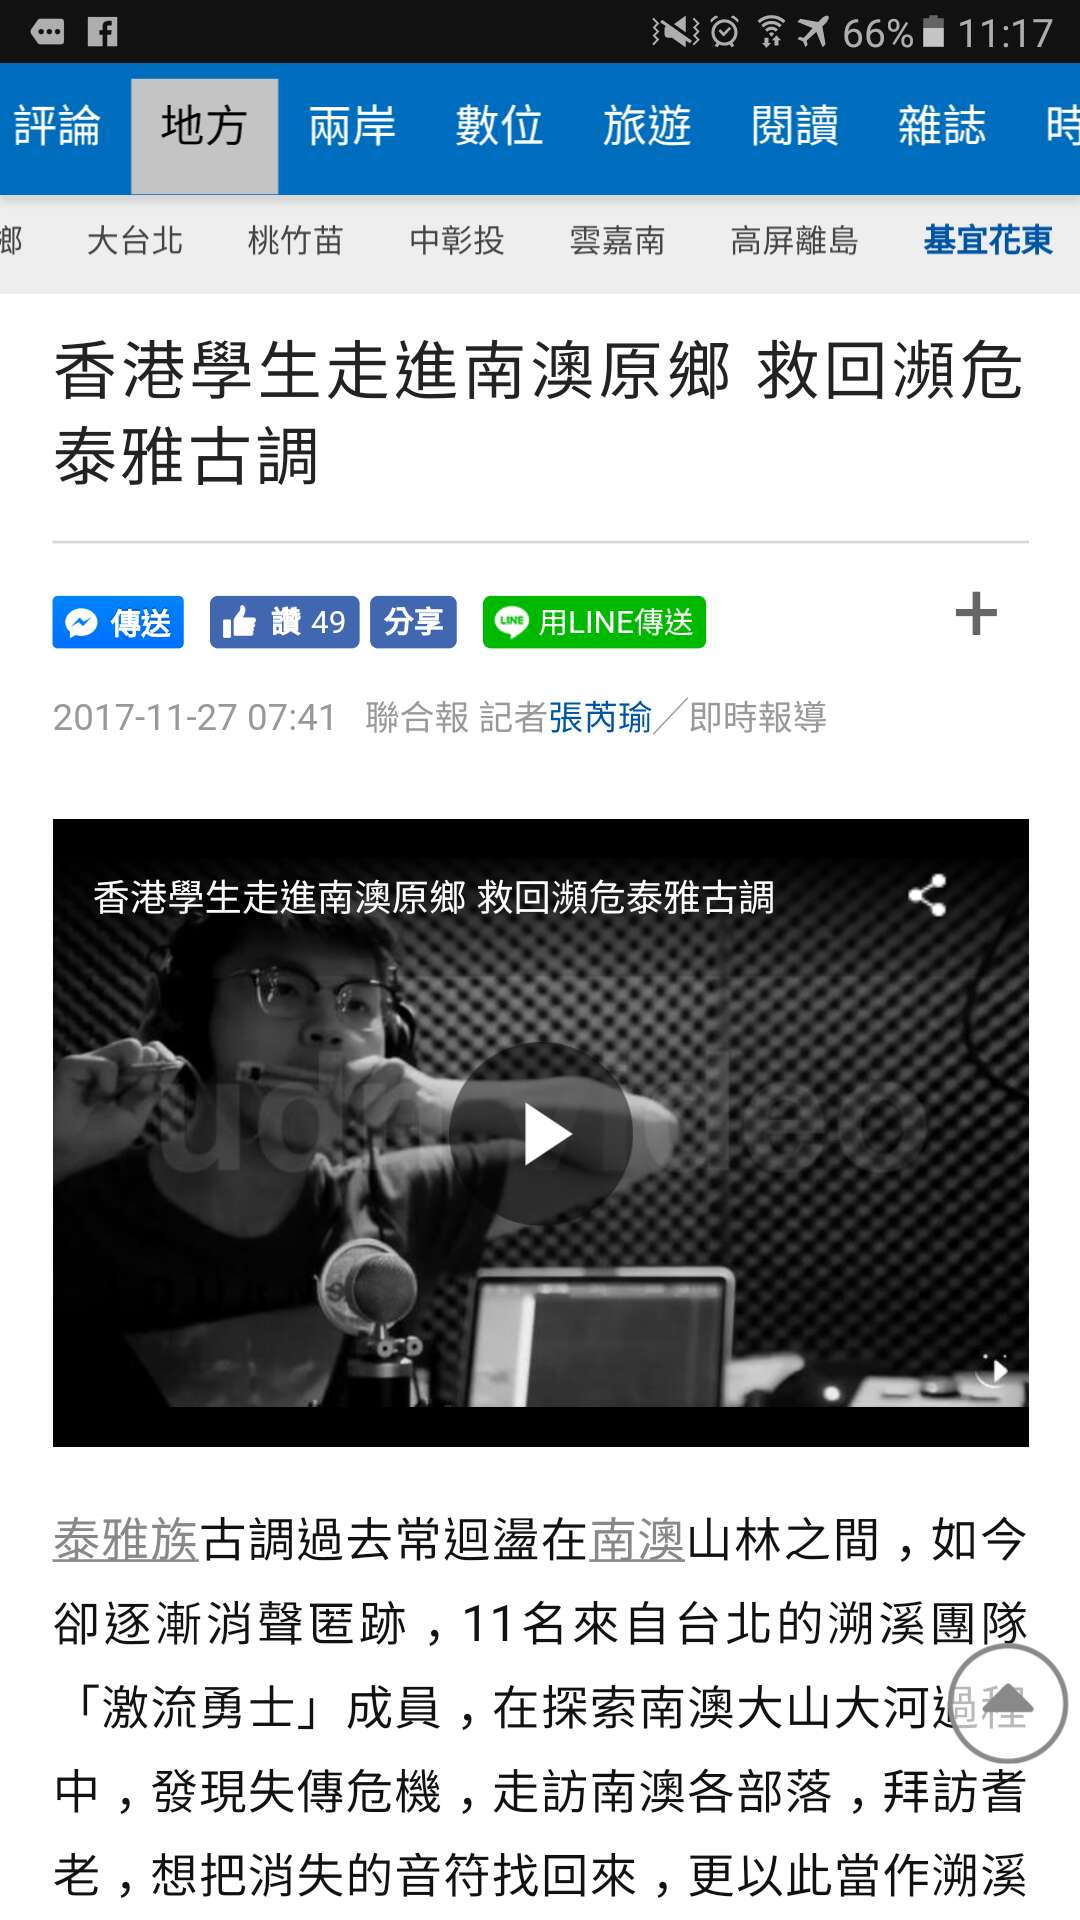 66% 11:17
評論 地方 兩岸 數位 旅遊 閱讀 雜誌 時
鄉 大台北 桃竹苗 中彰投 雲嘉南 高屏離島 基宜花東
香港學生走進南澳原鄉 救回瀕危
泰雅古調
傳送 讚 49 分享 LINE 用LINE傳送 +
2017-11-27 07:41 聯合報 記者張芮瑜╱即時報導
香港學生走進南澳原鄉 救回瀕危泰雅古調
udn video
泰雅族古調過去常迴盪在南澳山林之間，如今
卻逐漸消聲匿跡，11名來自台北的溯溪團隊
「激流勇士」成員，在探索南澳大山大河過程
中，發現失傳危機，走訪南澳各部落，拜訪耆
老，想把消失的音符找回來，更以此當作溯溪